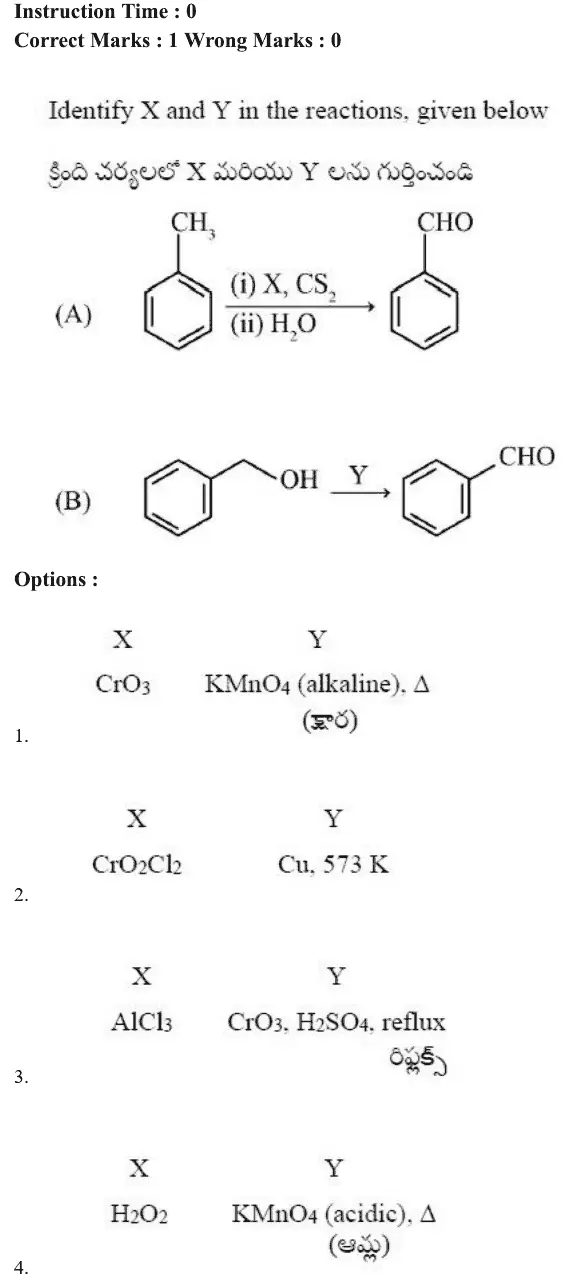 Instruction Time : 0
Correct Marks : 1 Wrong Marks : 0
Identify X and Y in the reactions, given below
క్రింది చర్యలలో X మరియు Y లను గుర్తించండి
CH₃ CHO
(A) (i) X, CS₂
(ii) H₂O
CHO
(B) OH Y
Options :
X Y
CrO₃ KMnO₄ (alkaline), Δ
(క్షార)
1.
X Y
CrO₂Cl₂ Cu, 573 K
2.
X Y
AlCl₃ CrO₃, H₂SO₄, reflux
రిఫ్లక్స్
3.
X Y
H₂O₂ KMnO₄ (acidic), Δ
(ఆమ్ల)
4.